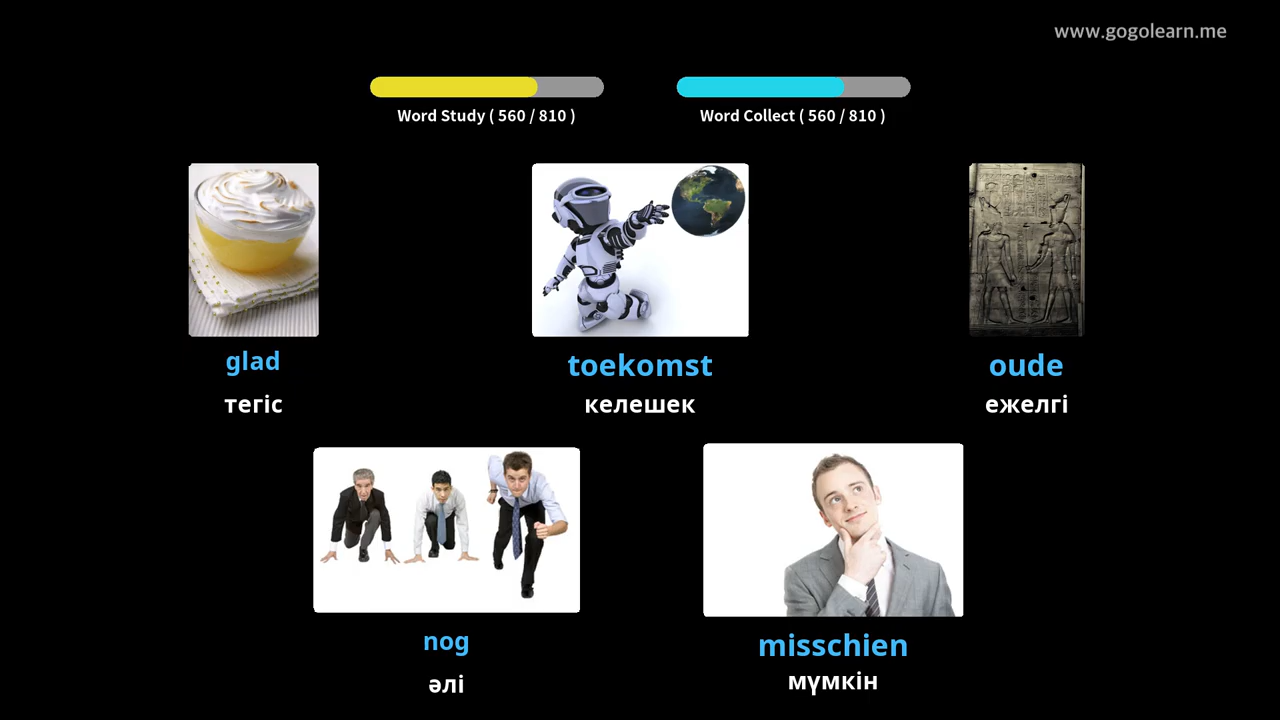 www.gogolearn.me
Word Study ( 560 / 810 )
Word Collect ( 560 / 810 )
glad
тегіс
toekomst
келешек
oude
ежелгі
nog
әлі
misschien
мүмкін